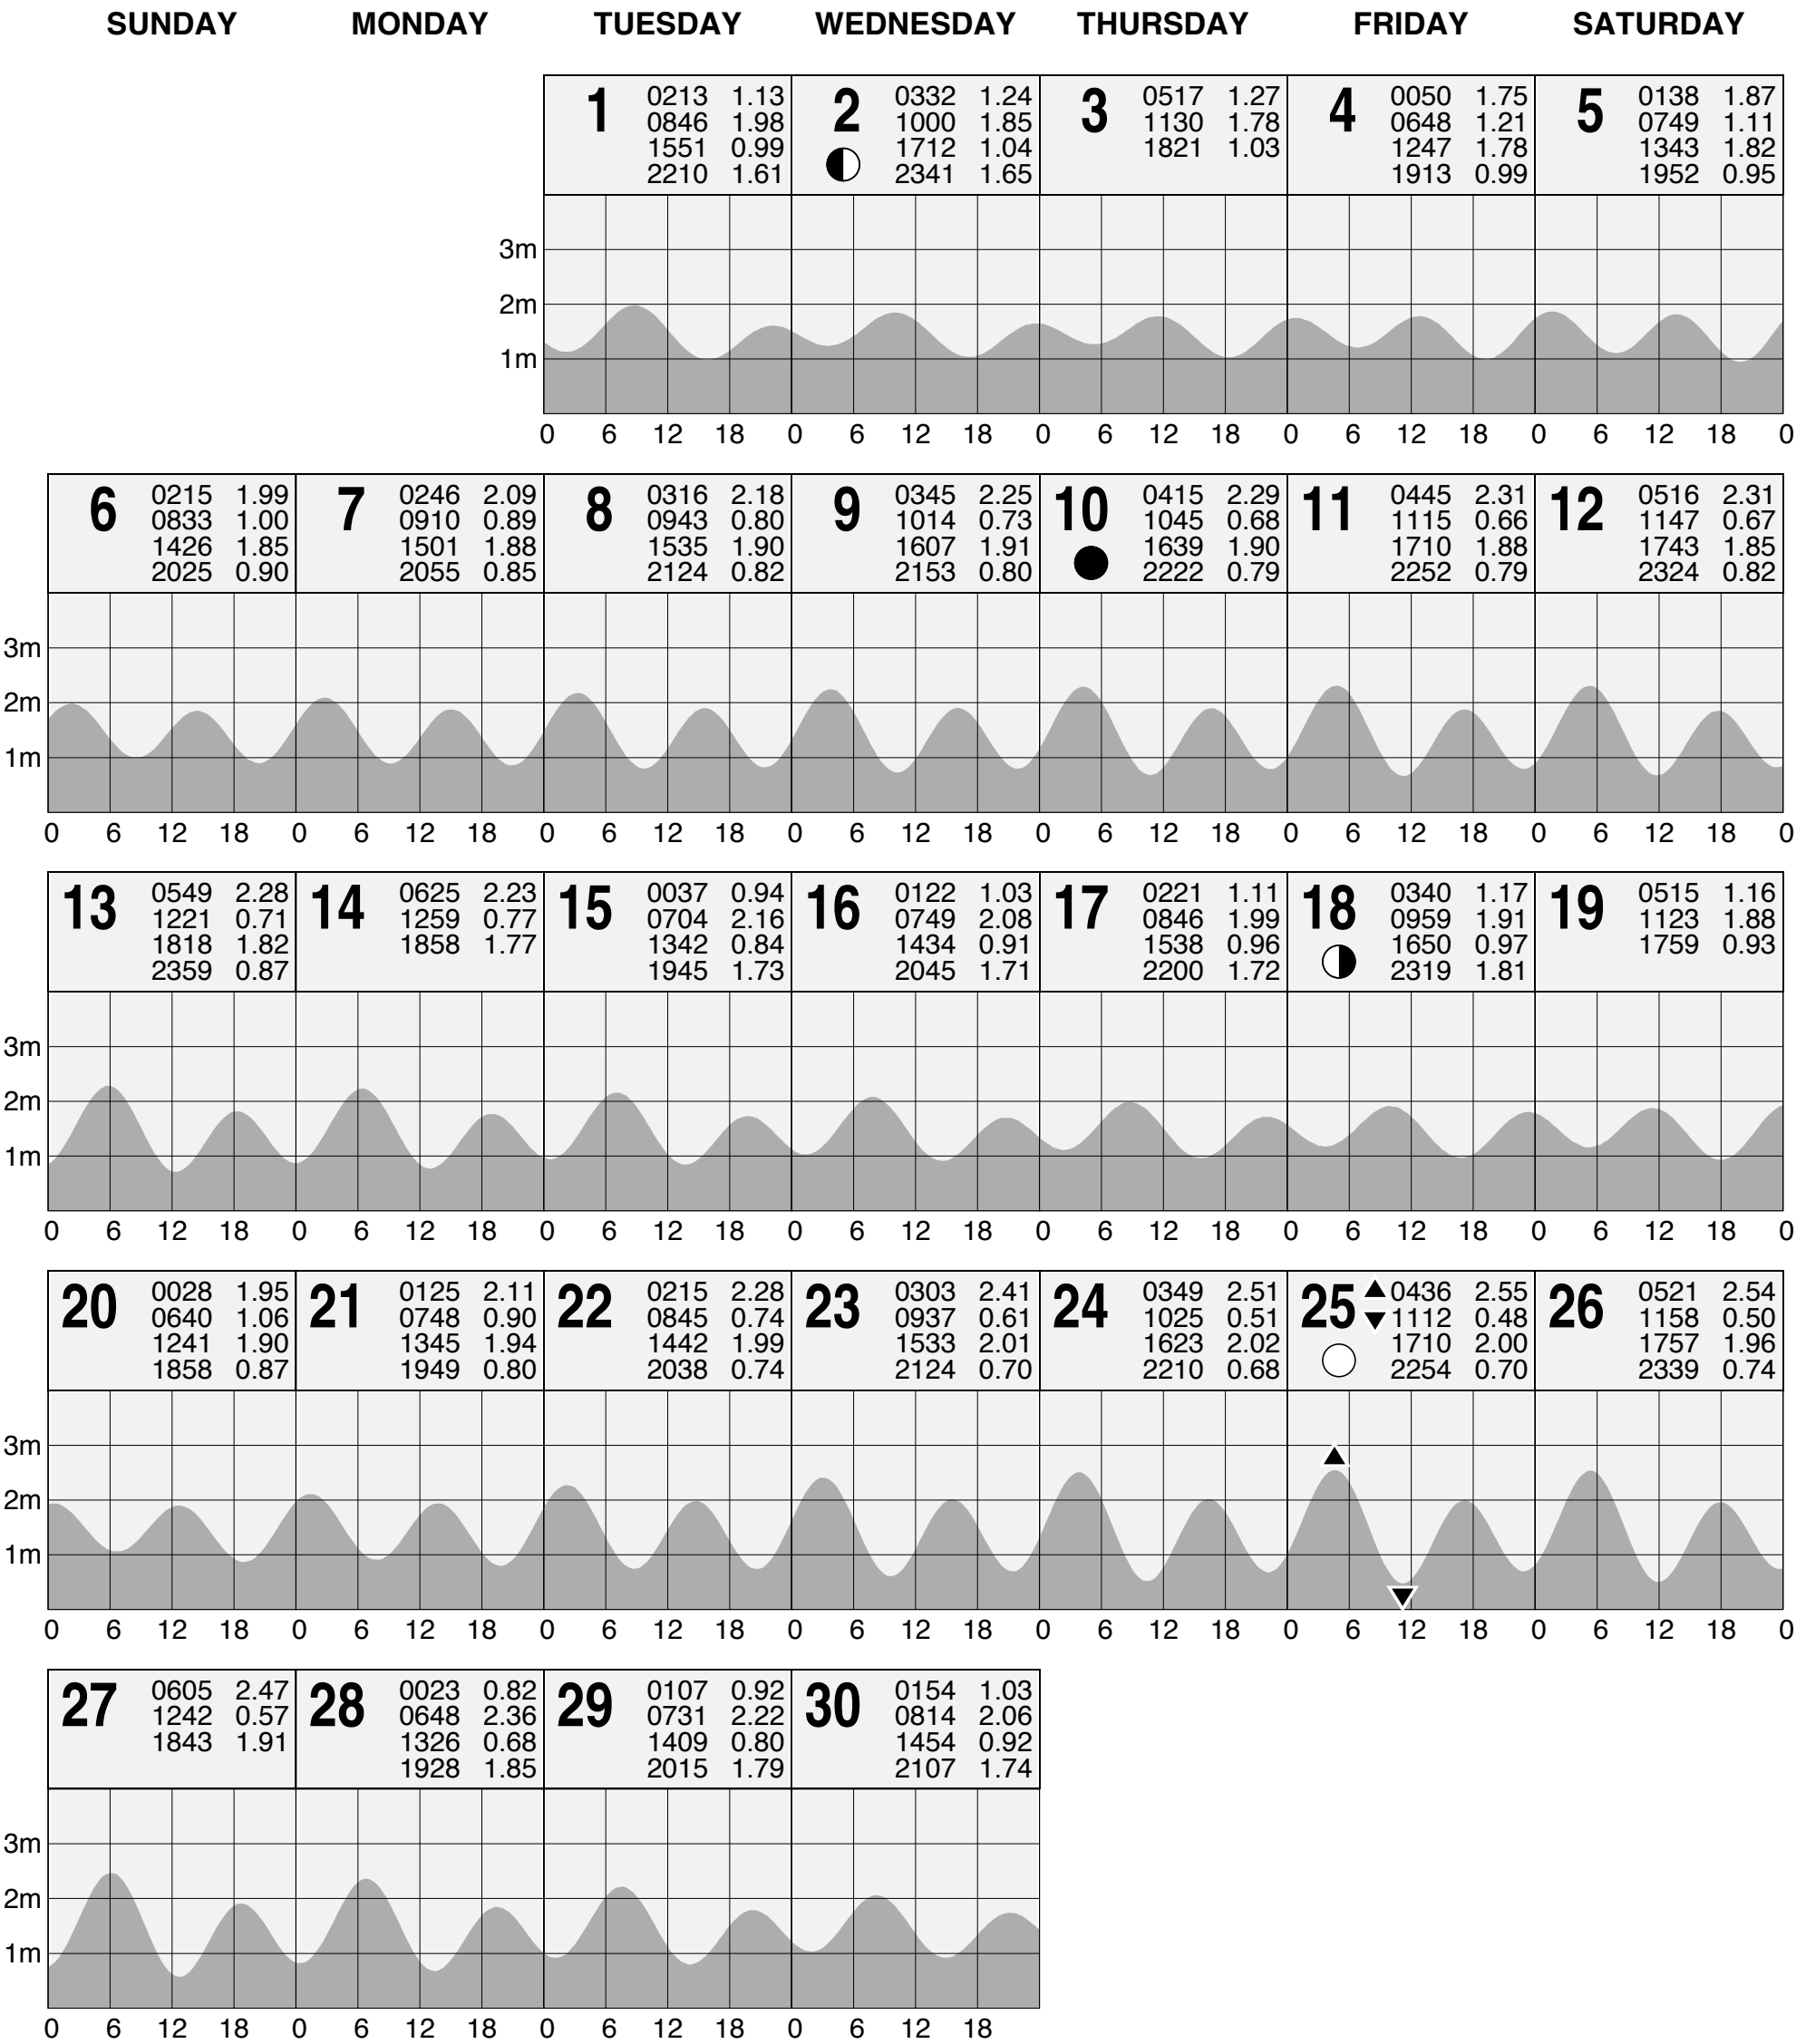 SUNDAY MONDAY TUESDAY WEDNESDAY THURSDAY FRIDAY SATURDAY
1 0213 1.13
0846 1.98
1551 0.99
2210 1.61
2 0332 1.24
1000 1.85
1712 1.04
2341 1.65
3 0517 1.27
1130 1.78
1821 1.03
4 0050 1.75
0648 1.21
1247 1.78
1913 0.99
5 0138 1.87
0749 1.11
1343 1.82
1952 0.95
3m
2m
1m
0 6 12 18 0 6 12 18 0 6 12 18 0 6 12 18 0 6 12 18 0
6 0215 1.99
0833 1.00
1426 1.85
2025 0.90
7 0246 2.09
0910 0.89
1501 1.88
2055 0.85
8 0316 2.18
0943 0.80
1535 1.90
2124 0.82
9 0345 2.25
1014 0.73
1607 1.91
2153 0.80
10 0415 2.29
1045 0.68
1639 1.90
2222 0.79
11 0445 2.31
1115 0.66
1710 1.88
2252 0.79
12 0516 2.31
1147 0.67
1743 1.85
2324 0.82
3m
2m
1m
0 6 12 18 0 6 12 18 0 6 12 18 0 6 12 18 0 6 12 18 0 6 12 18 0 6 12 18 0
13 0549 2.28
1221 0.71
1818 1.82
2359 0.87
14 0625 2.23
1259 0.77
1858 1.77
15 0037 0.94
0704 2.16
1342 0.84
1945 1.73
16 0122 1.03
0749 2.08
1434 0.91
2045 1.71
17 0221 1.11
0846 1.99
1538 0.96
2200 1.72
18 0340 1.17
0959 1.91
1650 0.97
2319 1.81
19 0515 1.16
1123 1.88
1759 0.93
3m
2m
1m
0 6 12 18 0 6 12 18 0 6 12 18 0 6 12 18 0 6 12 18 0 6 12 18 0 6 12 18 0
20 0028 1.95
0640 1.06
1241 1.90
1858 0.87
21 0125 2.11
0748 0.90
1345 1.94
1949 0.80
22 0215 2.28
0845 0.74
1442 1.99
2038 0.74
23 0303 2.41
0937 0.61
1533 2.01
2124 0.70
24 0349 2.51
1025 0.51
1623 2.02
2210 0.68
25 0436 2.55
1112 0.48
1710 2.00
2254 0.70
26 0521 2.54
1158 0.50
1757 1.96
2339 0.74
3m
2m
1m
0 6 12 18 0 6 12 18 0 6 12 18 0 6 12 18 0 6 12 18 0 6 12 18 0 6 12 18 0
27 0605 2.47
1242 0.57
1843 1.91
28 0023 0.82
0648 2.36
1326 0.68
1928 1.85
29 0107 0.92
0731 2.22
1409 0.80
2015 1.79
30 0154 1.03
0814 2.06
1454 0.92
2107 1.74
3m
2m
1m
0 6 12 18 0 6 12 18 0 6 12 18 0 6 12 18